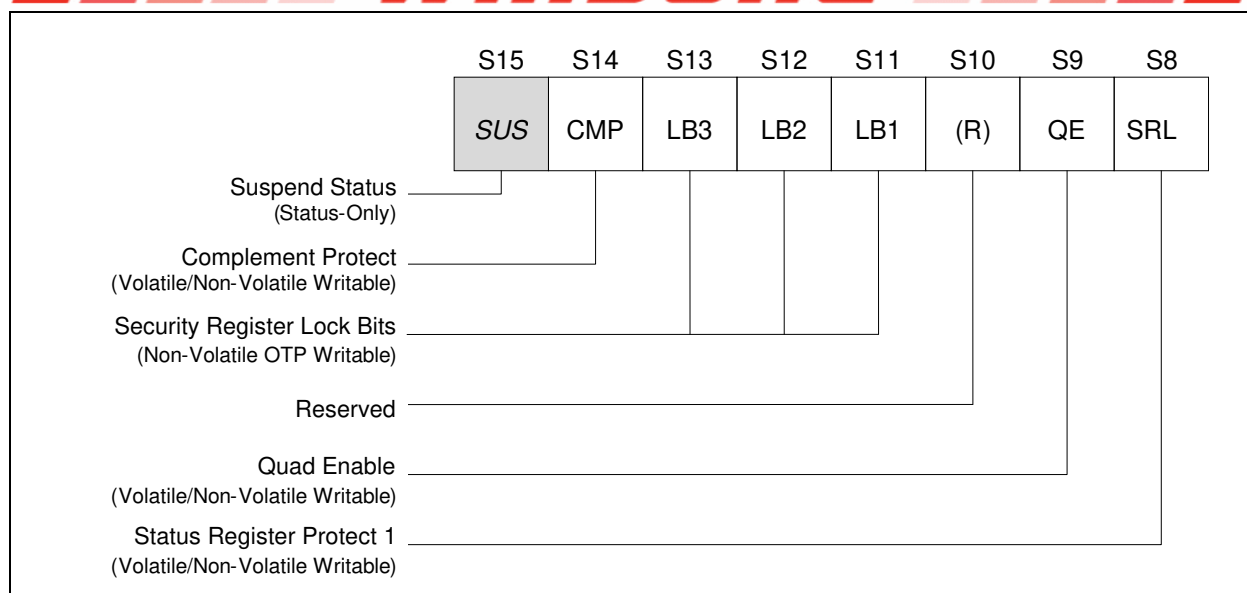 S15 S14 S13 S12 S11 S10 S9 S8
SUS CMP LB3 LB2 LB1 (R) QE SRL
Suspend Status
(Status-Only)
Complement Protect
(Volatile/Non-Volatile Writable)
Security Register Lock Bits
(Non-Volatile OTP Writable)
Reserved
Quad Enable
(Volatile/Non-Volatile Writable)
Status Register Protect 1
(Volatile/Non-Volatile Writable)